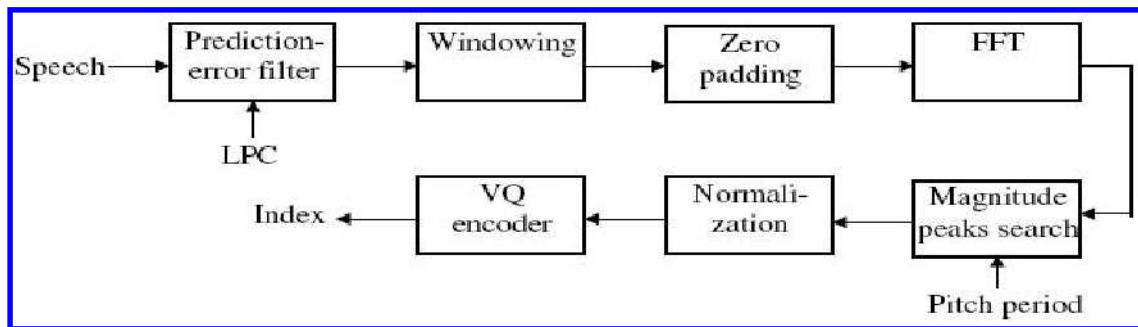 Speech
Prediction-
error filter
Windowing
Zero
padding
FFT
LPC
Index
VQ
encoder
Normali-
zation
Magnitude
peaks search
Pitch period